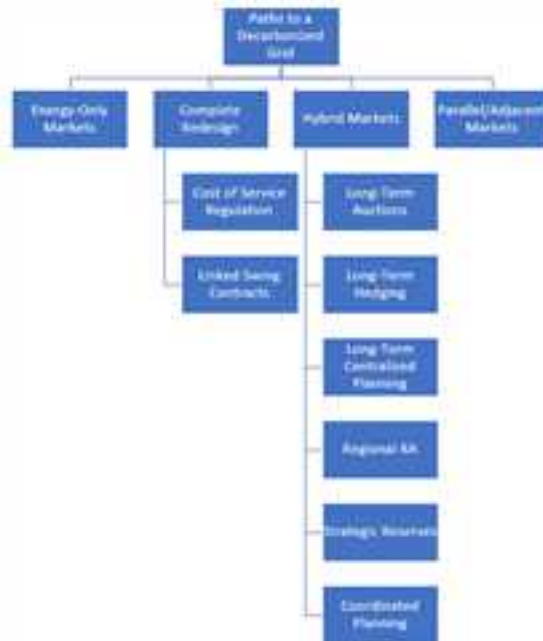 Paths to a
Decarbonized
Grid
Energy-Only
Markets
Complete
Redesign
Hybrid Markets
Parallel/Adjacent
Markets
Cost of Service
Regulation
Linked Swing
Contracts
Long-Term
Auctions
Long-Term
Hedging
Long-Term
Centralized
Planning
Regional RA
Strategic Reserves
Coordinated
Planning